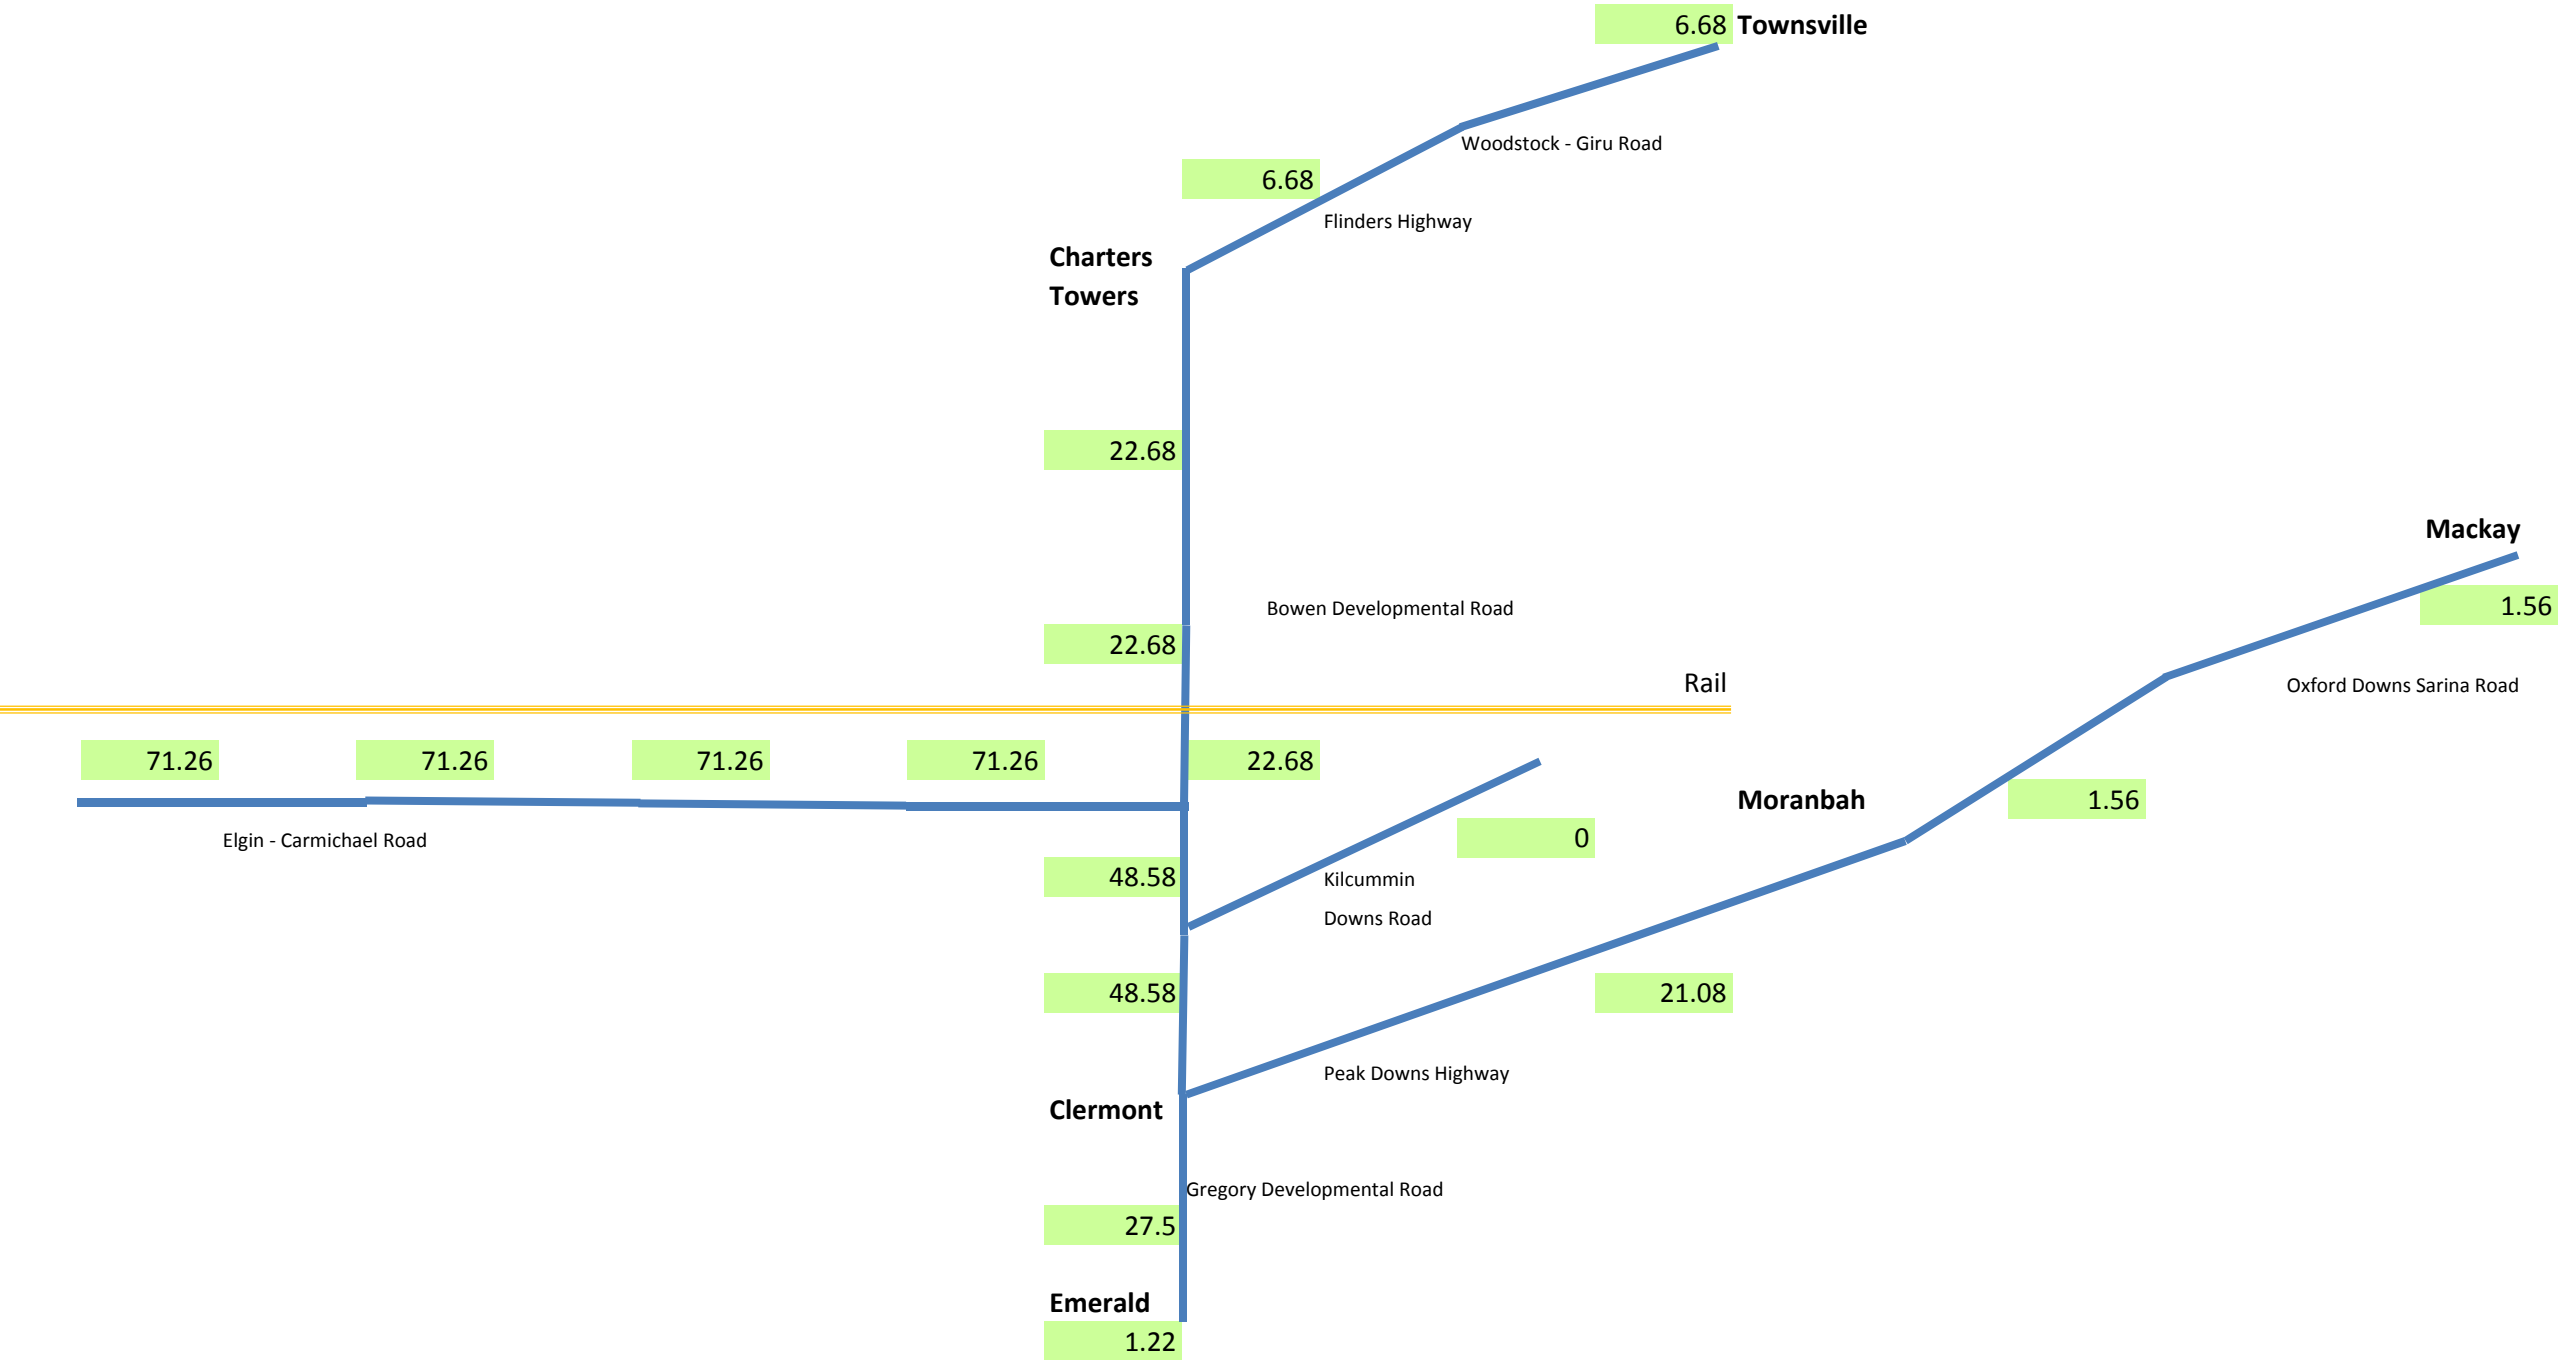 6.68 Townsville
Woodstock - Giru Road
6.68
Flinders Highway
Charters
Towers
22.68
Mackay
Bowen Developmental Road
1.56
22.68
Rail
Oxford Downs Sarina Road
71.26 71.26 71.26 71.26 22.68
Moranbah 1.56
Elgin - Carmichael Road
0
48.58
Kilcummin
Downs Road
48.58
21.08
Peak Downs Highway
Clermont
Gregory Developmental Road
27.5
Emerald
1.22